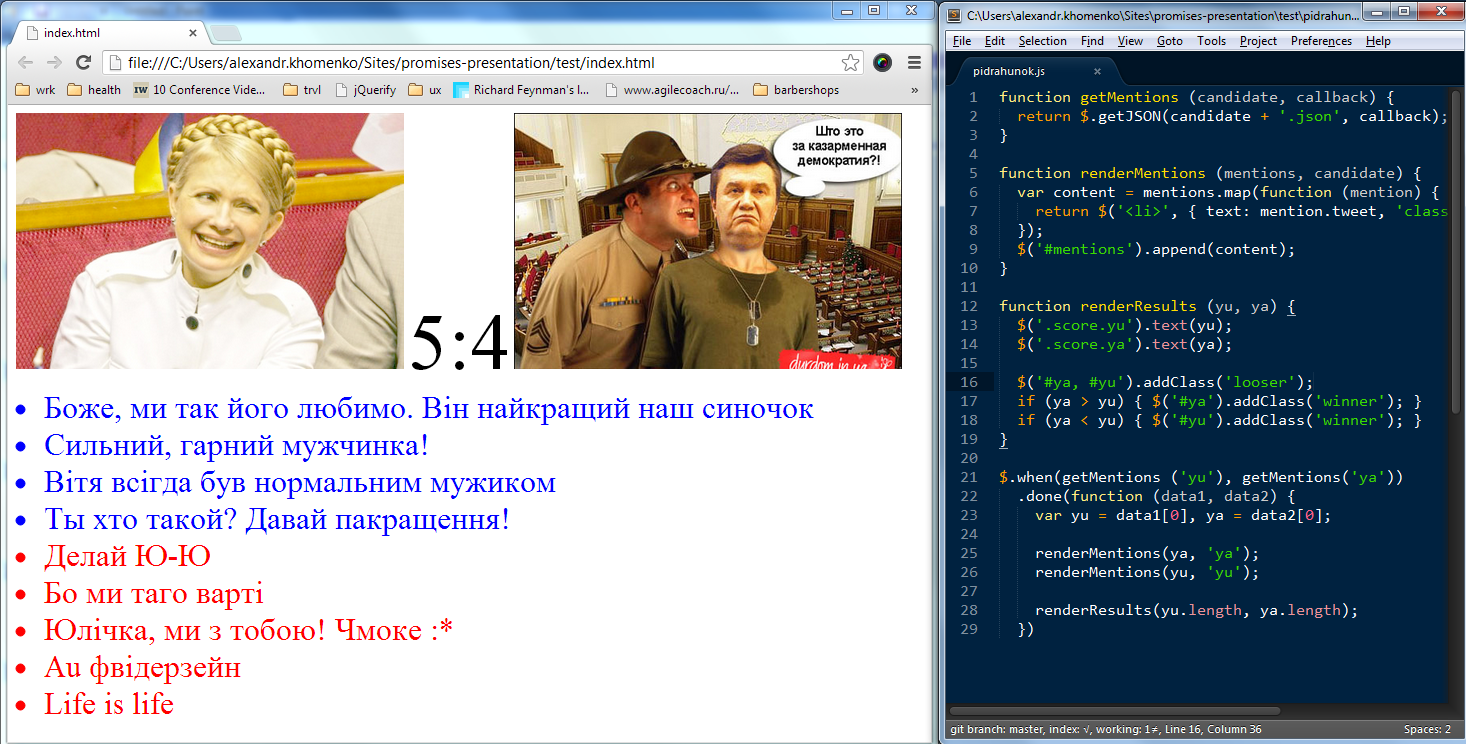 index.html
file:///C:/Users/alexandr.khomenko/Sites/promises-presentation/test/index.html
wrk health IW 10 Conference Vide... trvl jQuerify ux Richard Feynman's l... www.agilecoach.ru/... barbershops »
Што это
за казарменная
демократия?!
durdom.in.ua
5:4
Боже, ми так його любимо. Він найкращий наш синочок
Сильний, гарний мужчинка!
Вітя всігда був нормальним мужиком
Ты хто такой? Давай пакращення!
Делай Ю-Ю
Бо ми таго варті
Юлічка, ми з тобою! Чмоке :*
Au фвідерзейн
Life is life
C:\Users\alexandr.khomenko\Sites\promises-presentation\test\pidrahun...
File Edit Selection Find View Goto Tools Project Preferences Help
pidrahunok.js
1 function getMentions (candidate, callback) {
2 return $.getJSON(candidate + '.json', callback);
3 }
4
5 function renderMentions (mentions, candidate) {
6 var content = mentions.map(function (mention) {
7 return $('<li>', { text: mention.tweet, 'class
8 });
9 $('#mentions').append(content);
10 }
11
12 function renderResults (yu, ya) {
13 $('.score.yu').text(yu);
14 $('.score.ya').text(ya);
15
16 $('#ya, #yu').addClass('looser');
17 if (ya > yu) { $('#ya').addClass('winner'); }
18 if (ya < yu) { $('#yu').addClass('winner'); }
19 }
20
21 $.when(getMentions ('yu'), getMentions('ya'))
22 .done(function (data1, data2) {
23 var yu = data1[0], ya = data2[0];
24
25 renderMentions(ya, 'ya');
26 renderMentions(yu, 'yu');
27
28 renderResults(yu.length, ya.length);
29 })
git branch: master, index: √, working: 1≠, Line 16, Column 36 Spaces: 2